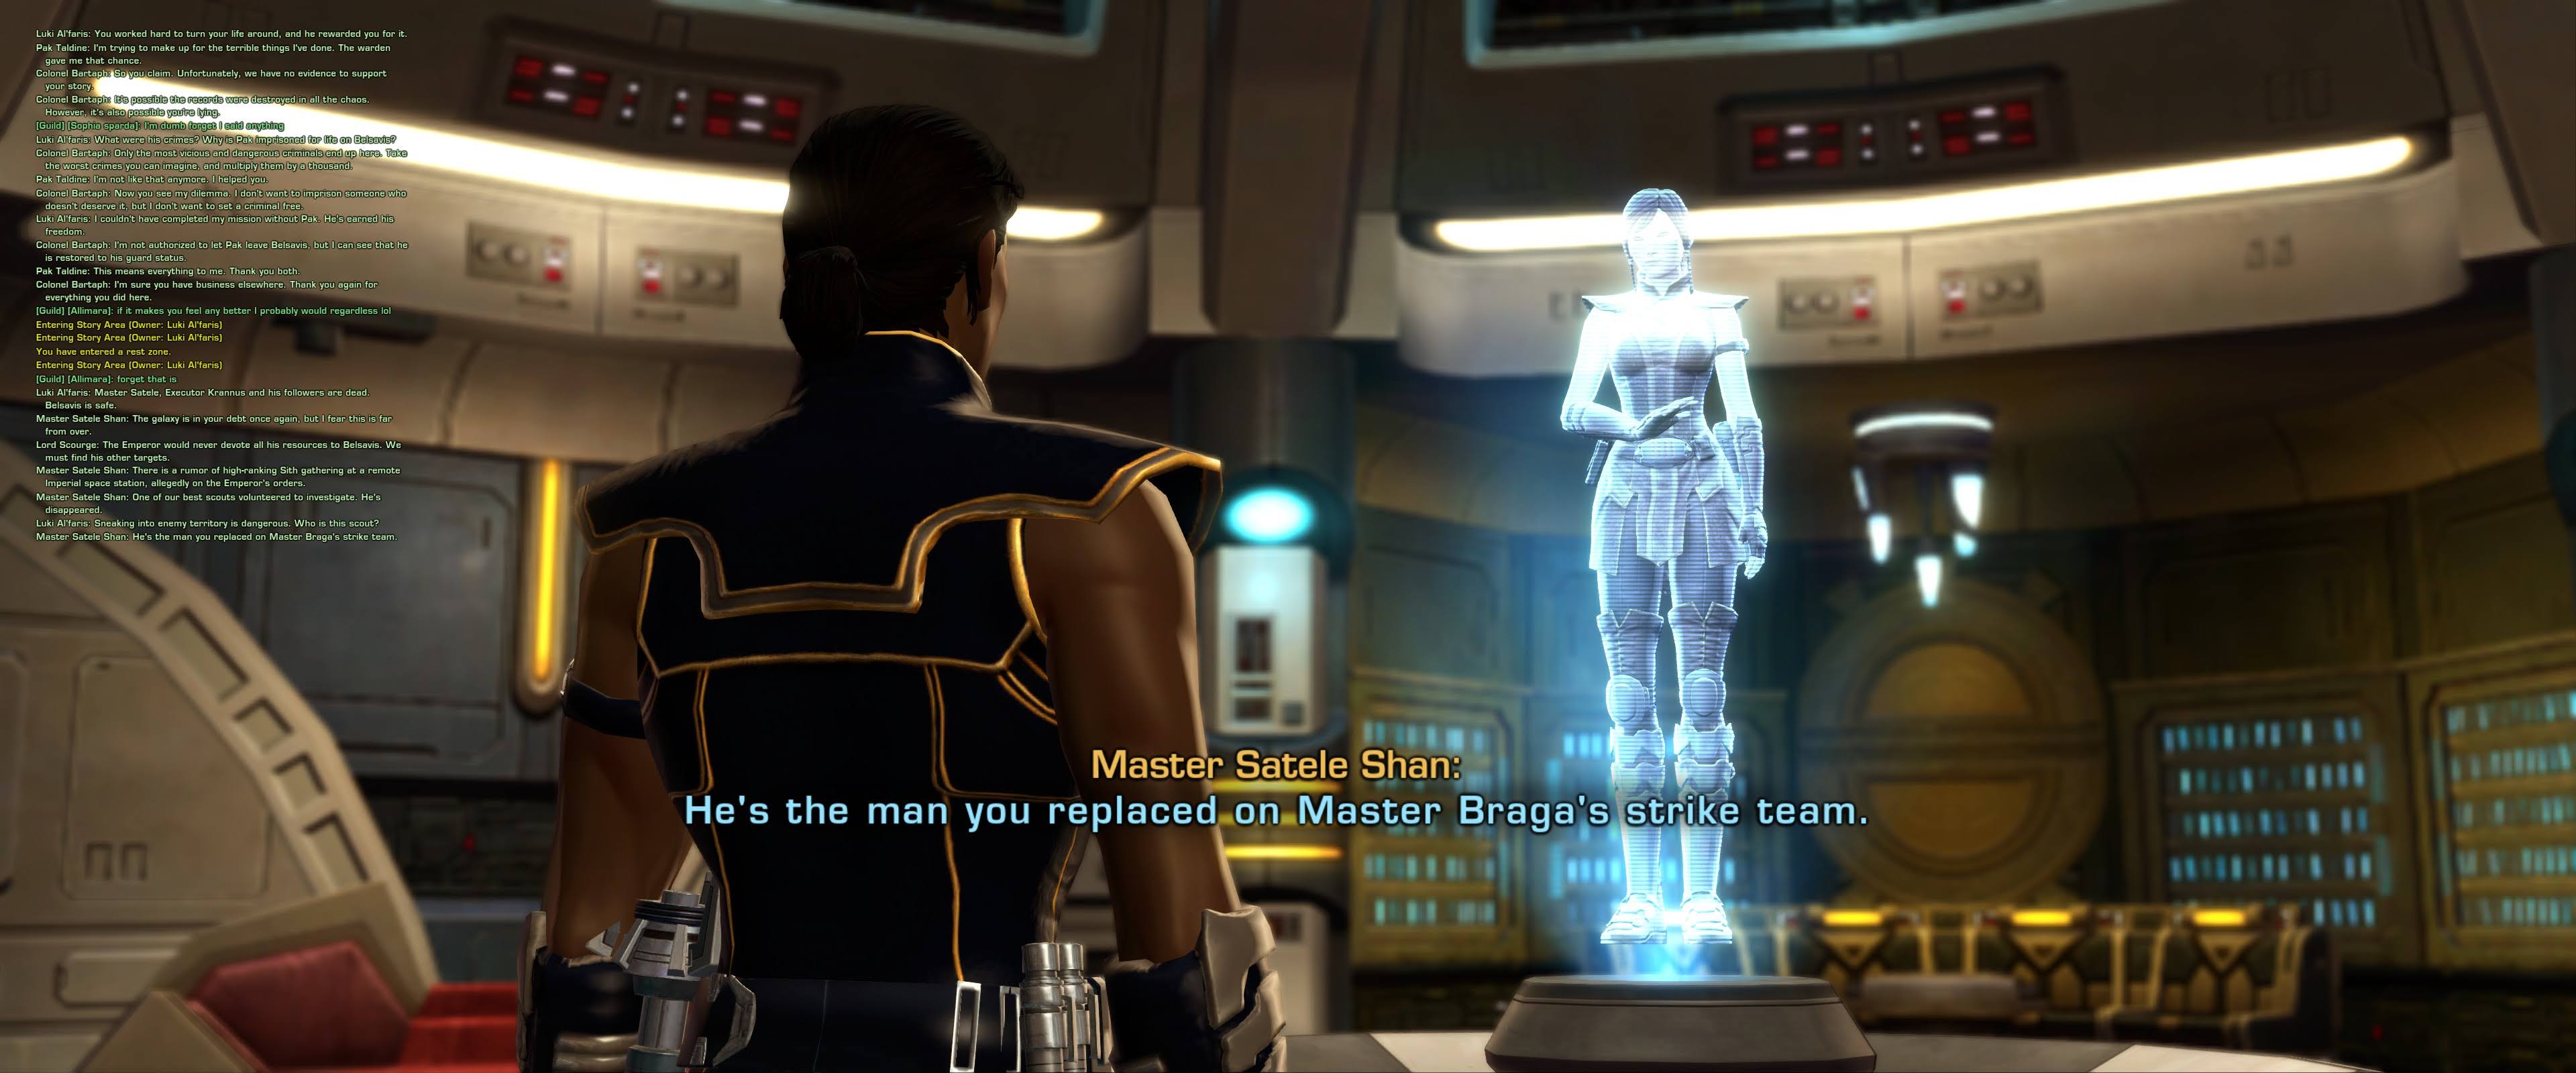 Luki Al'faris: You worked hard to turn your life around, and he rewarded you for it.
Pak Taldine: I'm trying to make up for the terrible things I've done. The warden
gave me that chance.
Colonel Bartaph: So you claim. Unfortunately, we have no evidence to support
your story.
Colonel Bartaph: It's possible the records were destroyed in all the chaos.
However, it's also possible you're lying.
[Guild] [Sophia sparda]: I'm dumb forget I said anything
Luki Al'faris: What were his crimes? Why is Pak imprisoned for life on Belsavis?
Colonel Bartaph: Only the most vicious and dangerous criminals end up here. Take
the worst crimes you can imagine, and multiply them by a thousand.
Pak Taldine: I'm not like that anymore. I helped you.
Colonel Bartaph: Now you see my dilemma. I don't want to imprison someone who
doesn't deserve it, but I don't want to set a criminal free.
Luki Al'faris: I couldn't have completed my mission without Pak. He's earned his
freedom.
Colonel Bartaph: I'm not authorized to let Pak leave Belsavis, but I can see that he
is restored to his guard status.
Pak Taldine: This means everything to me. Thank you both.
Colonel Bartaph: I'm sure you have business elsewhere. Thank you again for
everything you did here.
[Guild] [Allimara]: if it makes you feel any better I probably would regardless lol
Entering Story Area (Owner: Luki Al'faris)
Entering Story Area (Owner: Luki Al'faris)
You have entered a rest zone.
Entering Story Area (Owner: Luki Al'faris)
[Guild] [Allimara]: forget that is
Luki Al'faris: Master Satele, Executor Krannus and his followers are dead.
Belsavis is safe.
Master Satele Shan: The galaxy is in your debt once again, but I fear this is far
from over.
Lord Scourge: The Emperor would never devote all his resources to Belsavis. We
must find his other targets.
Master Satele Shan: There is a rumor of high-ranking Sith gathering at a remote
Imperial space station, allegedly on the Emperor's orders.
Master Satele Shan: One of our best scouts volunteered to investigate. He's
disappeared.
Luki Al'faris: Sneaking into enemy territory is dangerous. Who is this scout?
Master Satele Shan: He's the man you replaced on Master Braga's strike team.
Master Satele Shan:
He's the man you replaced on Master Braga's strike team.